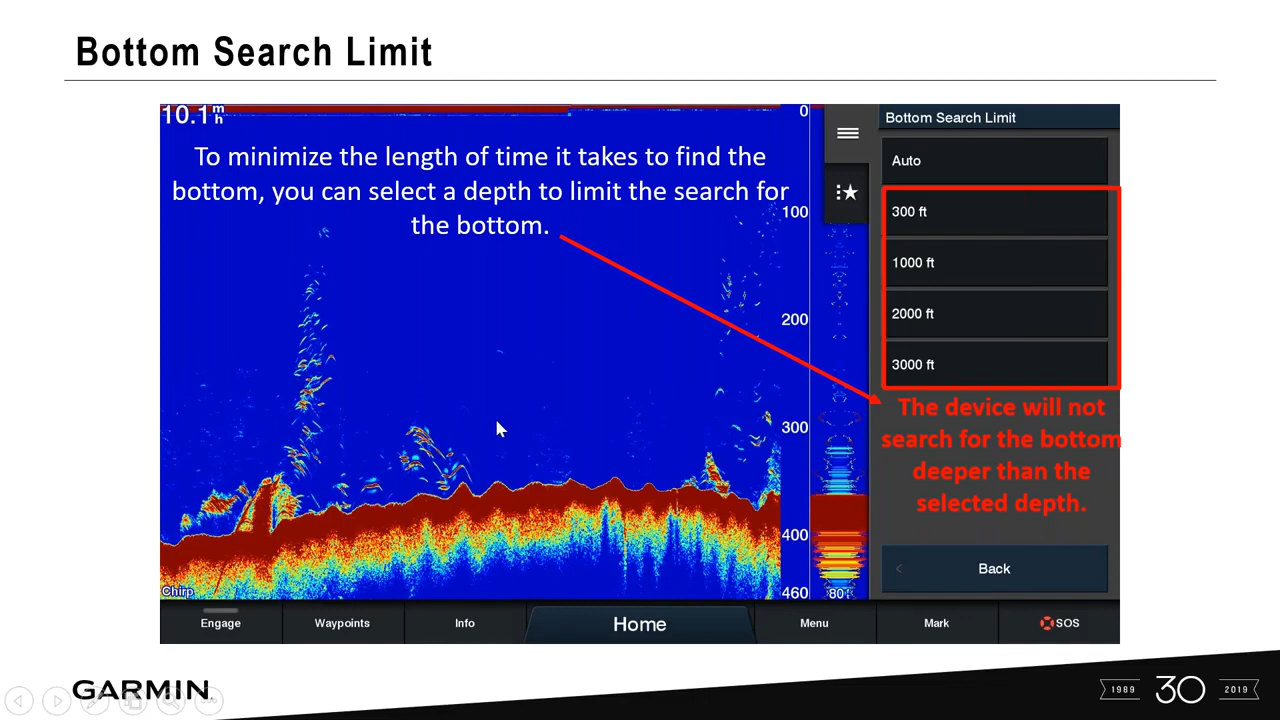 Bottom Search Limit
10.1 m/h
To minimize the length of time it takes to find the
bottom, you can select a depth to limit the search for
the bottom.
0
100
200
300
400
460
Bottom Search Limit
Auto
300 ft
1000 ft
2000 ft
3000 ft
The device will not
search for the bottom
deeper than the
selected depth.
< Back
Chirp
Engage
Waypoints
Info
Home
Menu
Mark
SOS
GARMIN.
1989 30 2019